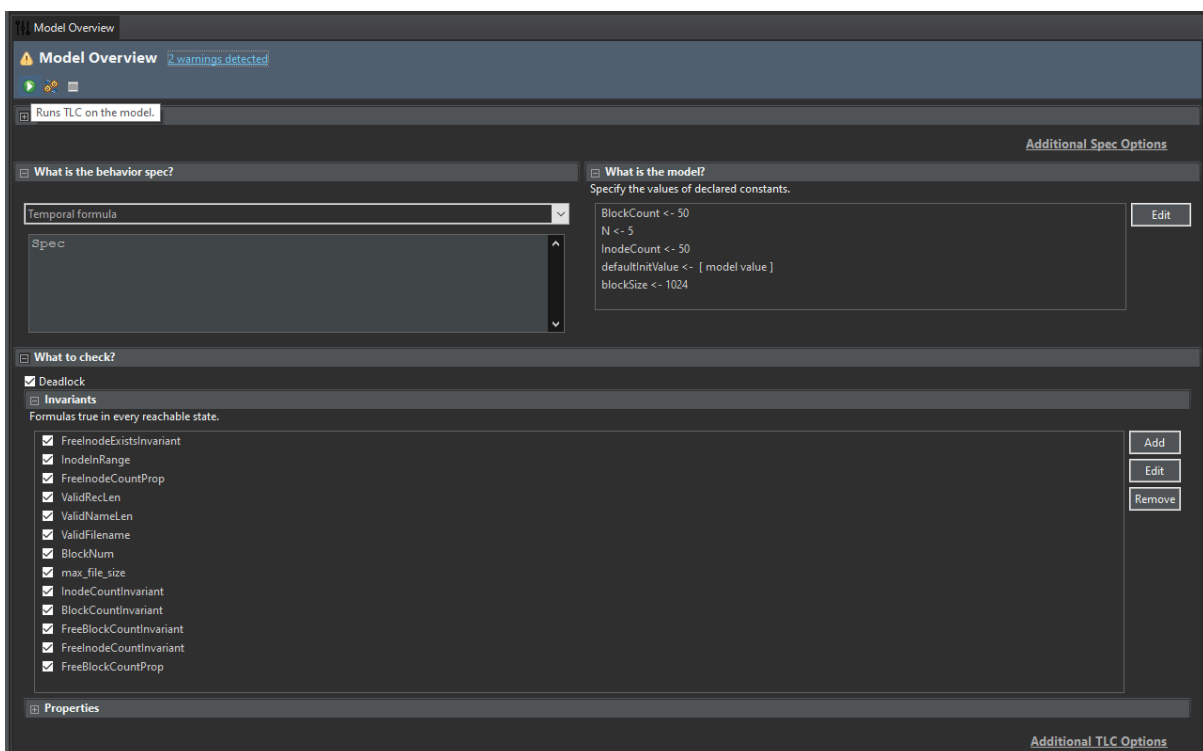 Model Overview
Model Overview 2 warnings detected
Runs TLC on the model.
Additional Spec Options
What is the behavior spec?
Temporal formula
Spec
What is the model?
Specify the values of declared constants.
BlockCount <- 50
N <- 5
InodeCount <- 50
defaultInitValue <- [ model value ]
blockSize <- 1024
Edit
What to check?
Deadlock
Invariants
Formulas true in every reachable state.
FreeInodeExistsInvariant
InodeInRange
FreeInodeCountProp
ValidRecLen
ValidNameLen
ValidFilename
BlockNum
max_file_size
InodeCountInvariant
BlockCountInvariant
FreeBlockCountInvariant
FreeInodeCountInvariant
FreeBlockCountProp
Add
Edit
Remove
Properties
Additional TLC Options